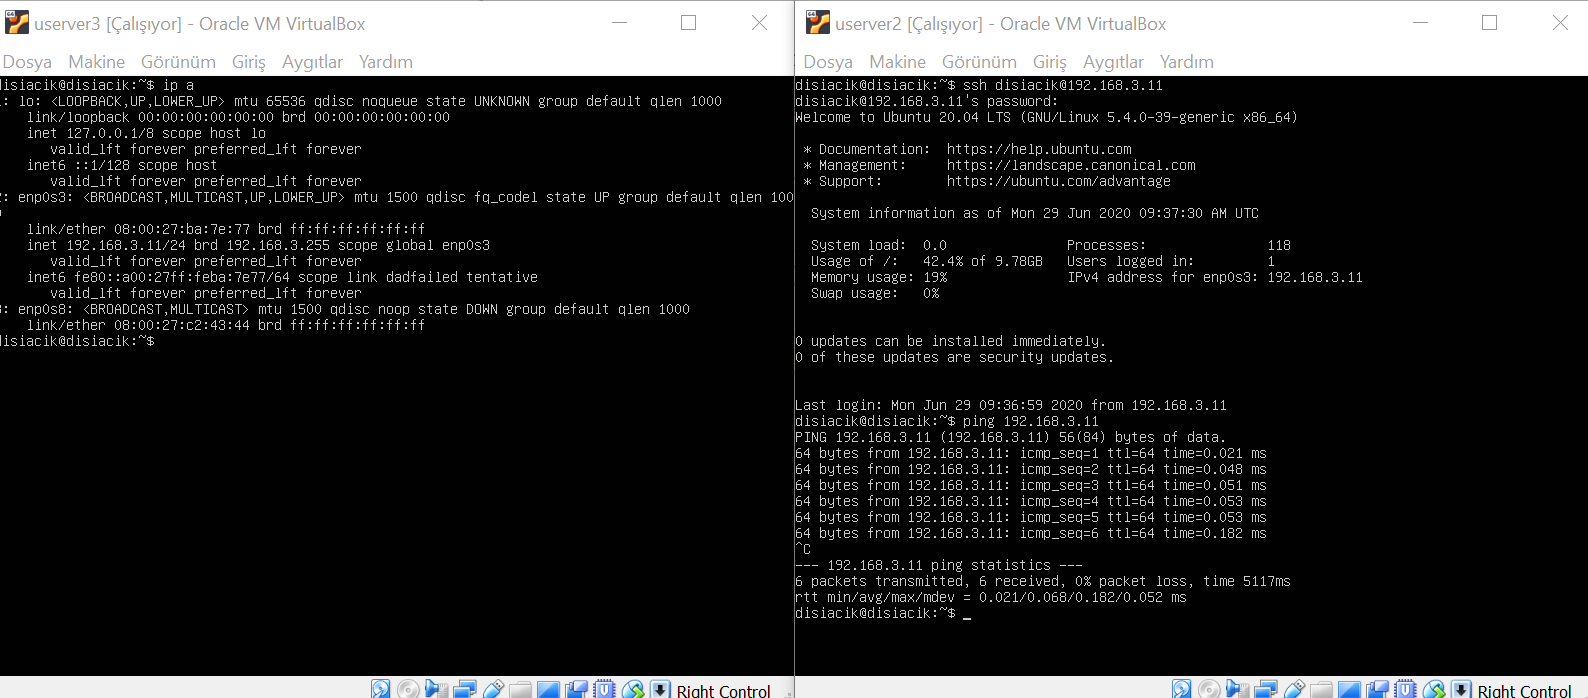 userver3 [Çalışıyor] - Oracle VM VirtualBox
Dosya Makine Görünüm Giriş Aygıtlar Yardım
disiacik@disiacik:~$ ip a
: lo: <LOOPBACK,UP,LOWER_UP> mtu 65536 qdisc noqueue state UNKNOWN group default qlen 1000
link/loopback 00:00:00:00:00:00 brd 00:00:00:00:00:00
inet 127.0.0.1/8 scope host lo
valid_lft forever preferred_lft forever
inet6 ::1/128 scope host
valid_lft forever preferred_lft forever
2: enp0s3: <BROADCAST,MULTICAST,UP,LOWER_UP> mtu 1500 qdisc fq_codel state UP group default qlen 100
0
link/ether 08:00:27:ba:7e:77 brd ff:ff:ff:ff:ff:ff
inet 192.168.3.11/24 brd 192.168.3.255 scope global enp0s3
valid_lft forever preferred_lft forever
inet6 fe80::a00:27ff:feba:7e77/64 scope link dadfailed tentative
valid_lft forever preferred_lft forever
3: enp0s8: <BROADCAST,MULTICAST> mtu 1500 qdisc noop state DOWN group default qlen 1000
link/ether 08:00:27:c2:43:44 brd ff:ff:ff:ff:ff:ff
disiacik@disiacik:~$
Right Control
userver2 [Çalışıyor] - Oracle VM VirtualBox
Dosya Makine Görünüm Giriş Aygıtlar Yardım
disiacik@disiacik:~$ ssh disiacik@192.168.3.11
disiacik@192.168.3.11's password:
Welcome to Ubuntu 20.04 LTS (GNU/Linux 5.4.0-39-generic x86_64)
* Documentation: https://help.ubuntu.com
* Management: https://landscape.canonical.com
* Support: https://ubuntu.com/advantage
System information as of Mon 29 Jun 2020 09:37:30 AM UTC
System load: 0.0 Processes: 118
Usage of /: 42.4% of 9.78GB Users logged in: 1
Memory usage: 19% IPv4 address for enp0s3: 192.168.3.11
Swap usage: 0%
0 updates can be installed immediately.
0 of these updates are security updates.
Last login: Mon Jun 29 09:36:59 2020 from 192.168.3.11
disiacik@disiacik:~$ ping 192.168.3.11
PING 192.168.3.11 (192.168.3.11) 56(84) bytes of data.
64 bytes from 192.168.3.11: icmp_seq=1 ttl=64 time=0.021 ms
64 bytes from 192.168.3.11: icmp_seq=2 ttl=64 time=0.048 ms
64 bytes from 192.168.3.11: icmp_seq=3 ttl=64 time=0.051 ms
64 bytes from 192.168.3.11: icmp_seq=4 ttl=64 time=0.053 ms
64 bytes from 192.168.3.11: icmp_seq=5 ttl=64 time=0.053 ms
64 bytes from 192.168.3.11: icmp_seq=6 ttl=64 time=0.182 ms
^C
--- 192.168.3.11 ping statistics ---
6 packets transmitted, 6 received, 0% packet loss, time 5117ms
rtt min/avg/max/mdev = 0.021/0.068/0.182/0.052 ms
disiacik@disiacik:~$ _
Right Control